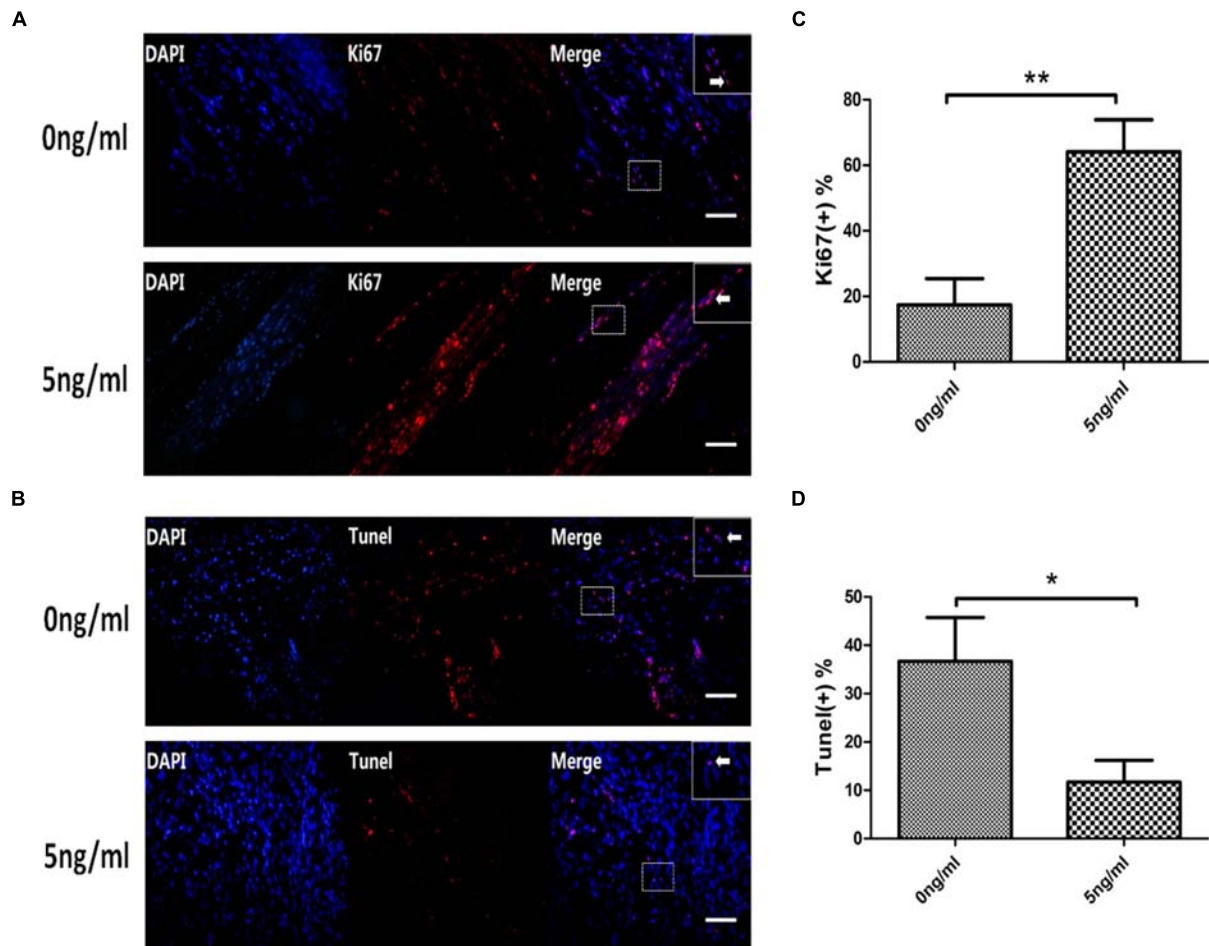 A
DAPI Ki67 Merge
0ng/ml
DAPI Ki67 Merge
5ng/ml
B
DAPI Tunel Merge
0ng/ml
DAPI Tunel Merge
5ng/ml
C
**
80
60
40
20
0
Ki67(+) %
0ng/ml 5ng/ml
D
*
50
40
30
20
10
0
Tunel(+) %
0ng/ml 5ng/ml